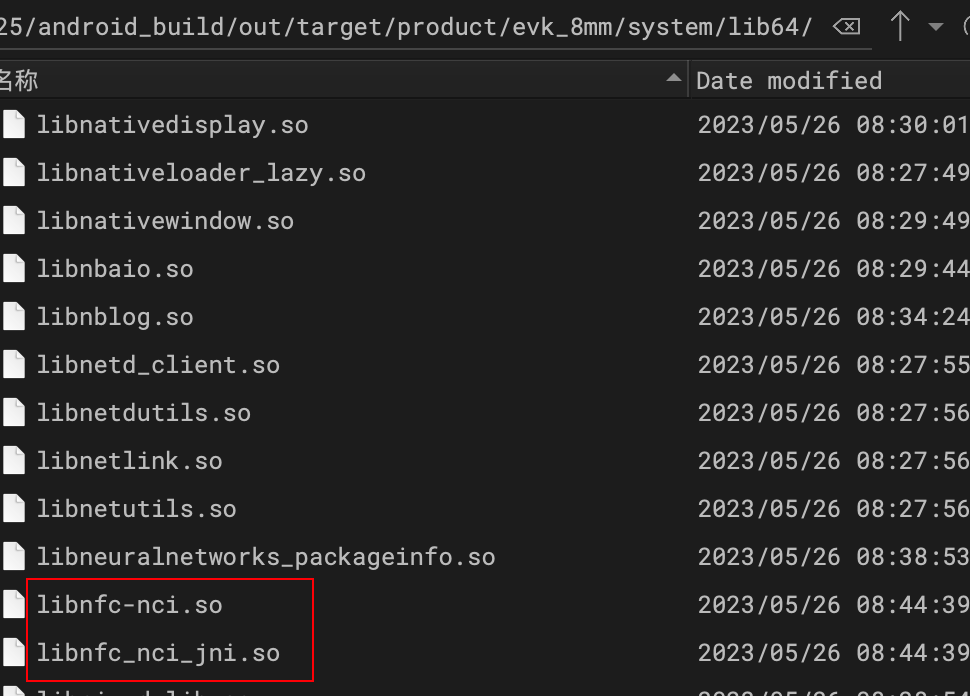 25/android_build/out/target/product/evk_8mm/system/lib64/
名称 Date modified
libnativedisplay.so 2023/05/26 08:30:01
libnativeloader_lazy.so 2023/05/26 08:27:49
libnativewindow.so 2023/05/26 08:29:49
libnbaio.so 2023/05/26 08:29:44
libnblog.so 2023/05/26 08:34:24
libnetd_client.so 2023/05/26 08:27:55
libnetdutils.so 2023/05/26 08:27:56
libnetlink.so 2023/05/26 08:27:56
libnetutils.so 2023/05/26 08:27:56
libneuralnetworks_packageinfo.so 2023/05/26 08:38:53
libnfc-nci.so 2023/05/26 08:44:39
libnfc_nci_jni.so 2023/05/26 08:44:39